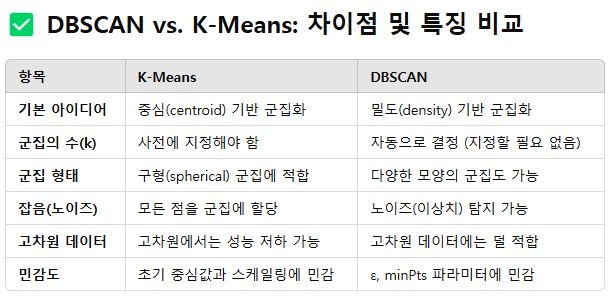 ✅ DBSCAN vs. K-Means: 차이점 및 특징 비교
항목 K-Means DBSCAN
기본 아이디어 중심(centroid) 기반 군집화 밀도(density) 기반 군집화
군집의 수(k) 사전에 지정해야 함 자동으로 결정 (지정할 필요 없음)
군집 형태 구형(spherical) 군집에 적합 다양한 모양의 군집도 가능
잡음(노이즈) 모든 점을 군집에 할당 노이즈(이상치) 탐지 가능
고차원 데이터 고차원에서는 성능 저하 가능 고차원 데이터에는 덜 적합
민감도 초기 중심값과 스케일링에 민감 ε, minPts 파라미터에 민감